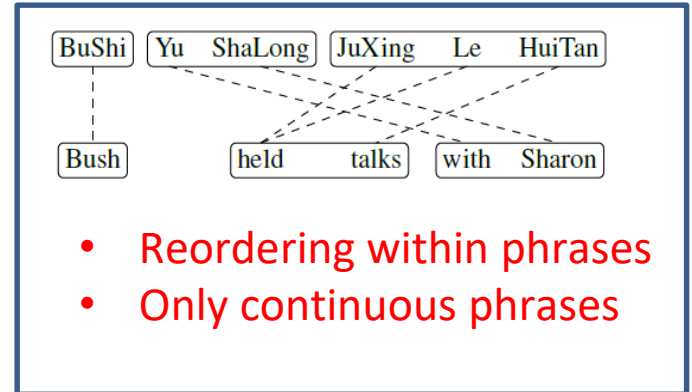 BuShi Yu ShaLong JuXing Le HuiTan
Bush held talks with Sharon
• Reordering within phrases
• Only continuous phrases